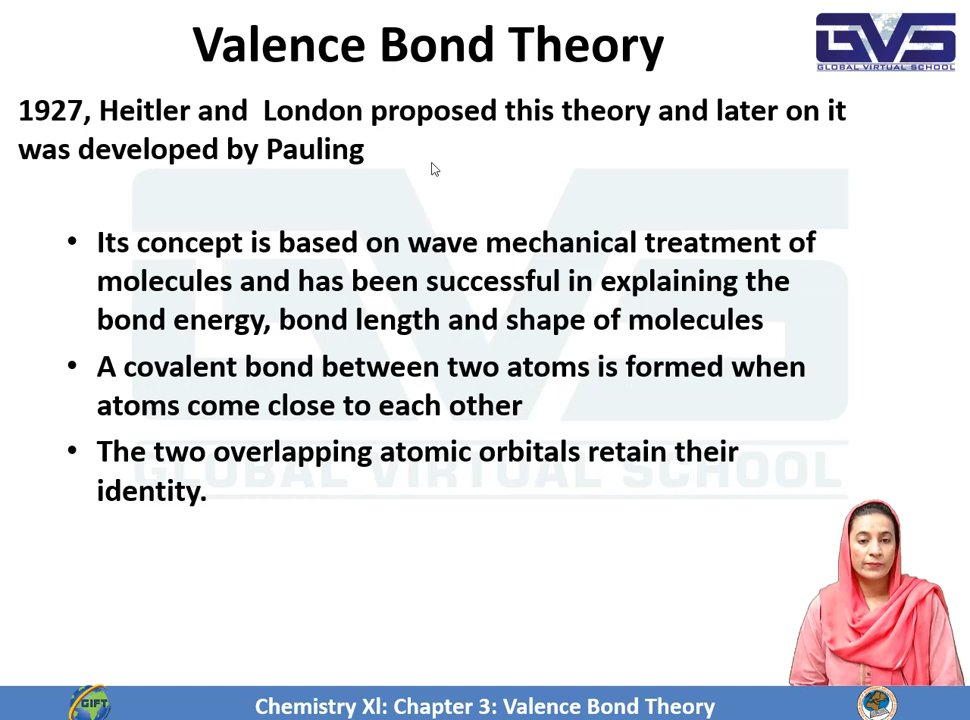 Valence Bond Theory
GVS
GLOBAL VIRTUAL SCHOOL
1927, Heitler and London proposed this theory and later on it
was developed by Pauling
• Its concept is based on wave mechanical treatment of
molecules and has been successful in explaining the
bond energy, bond length and shape of molecules
• A covalent bond between two atoms is formed when
atoms come close to each other
• The two overlapping atomic orbitals retain their
identity.
GLOBAL VIRTUAL SCHOOL
GIFT
Chemistry Xl: Chapter 3: Valence Bond Theory